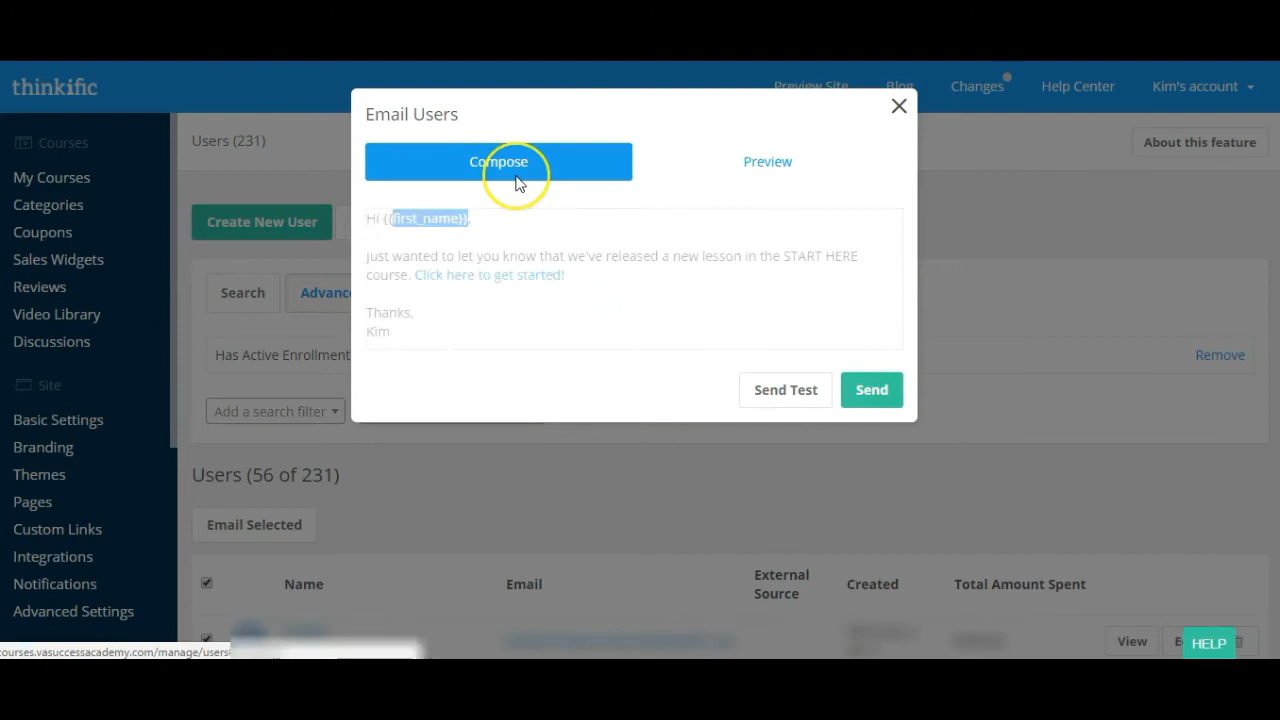 thinkific
Preview Site
Blog
Changes
Help Center
Kim's account
Courses
My Courses
Categories
Coupons
Sales Widgets
Reviews
Video Library
Discussions
Site
Basic Settings
Branding
Themes
Pages
Custom Links
Integrations
Notifications
Advanced Settings
Users (231)
About this feature
Create New User
Search
Advanc
Has Active Enrollment
Remove
Add a search filter
Email Users
Compose
Preview
Hi {{first_name}},
Just wanted to let you know that we've released a new lesson in the START HERE
course. Click here to get started!
Thanks.
Kim
Send Test
Send
Users (56 of 231)
Email Selected
Name
Email
External
Source
Created
Total Amount Spent
View
E
HELP
courses.vasuccessacademy.com/manage/users